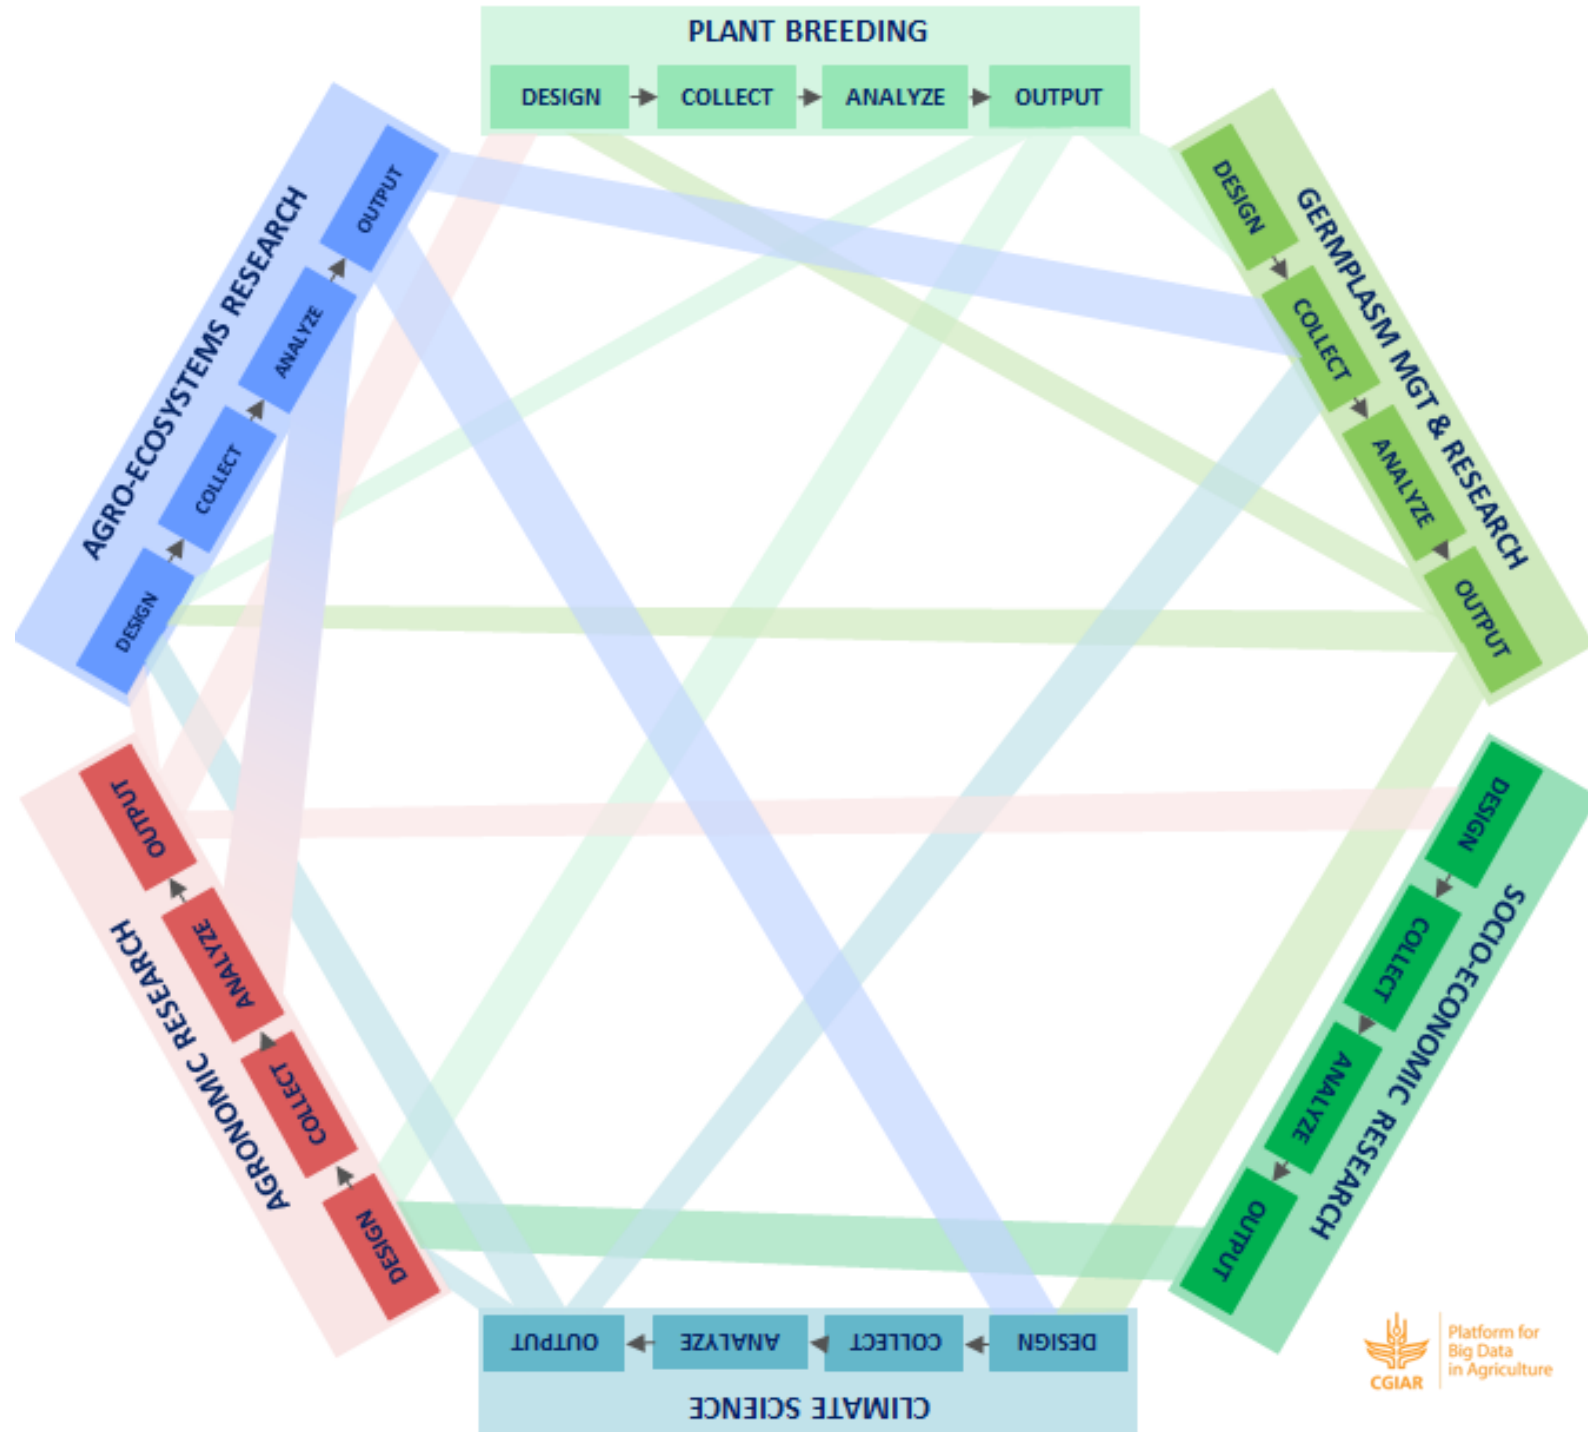 PLANT BREEDING
DESIGN
COLLECT
ANALYZE
OUTPUT
GERMPLASM MGT & RESEARCH
DESIGN
COLLECT
ANALYZE
OUTPUT
SOCIO-ECONOMIC RESEARCH
DESIGN
COLLECT
ANALYZE
OUTPUT
CLIMATE SCIENCE
DESIGN
COLLECT
ANALYZE
OUTPUT
AGRONOMIC RESEARCH
DESIGN
COLLECT
ANALYZE
OUTPUT
AGRO-ECOSYSTEMS RESEARCH
DESIGN
COLLECT
ANALYZE
OUTPUT
CGIAR
Platform for
Big Data
in Agriculture